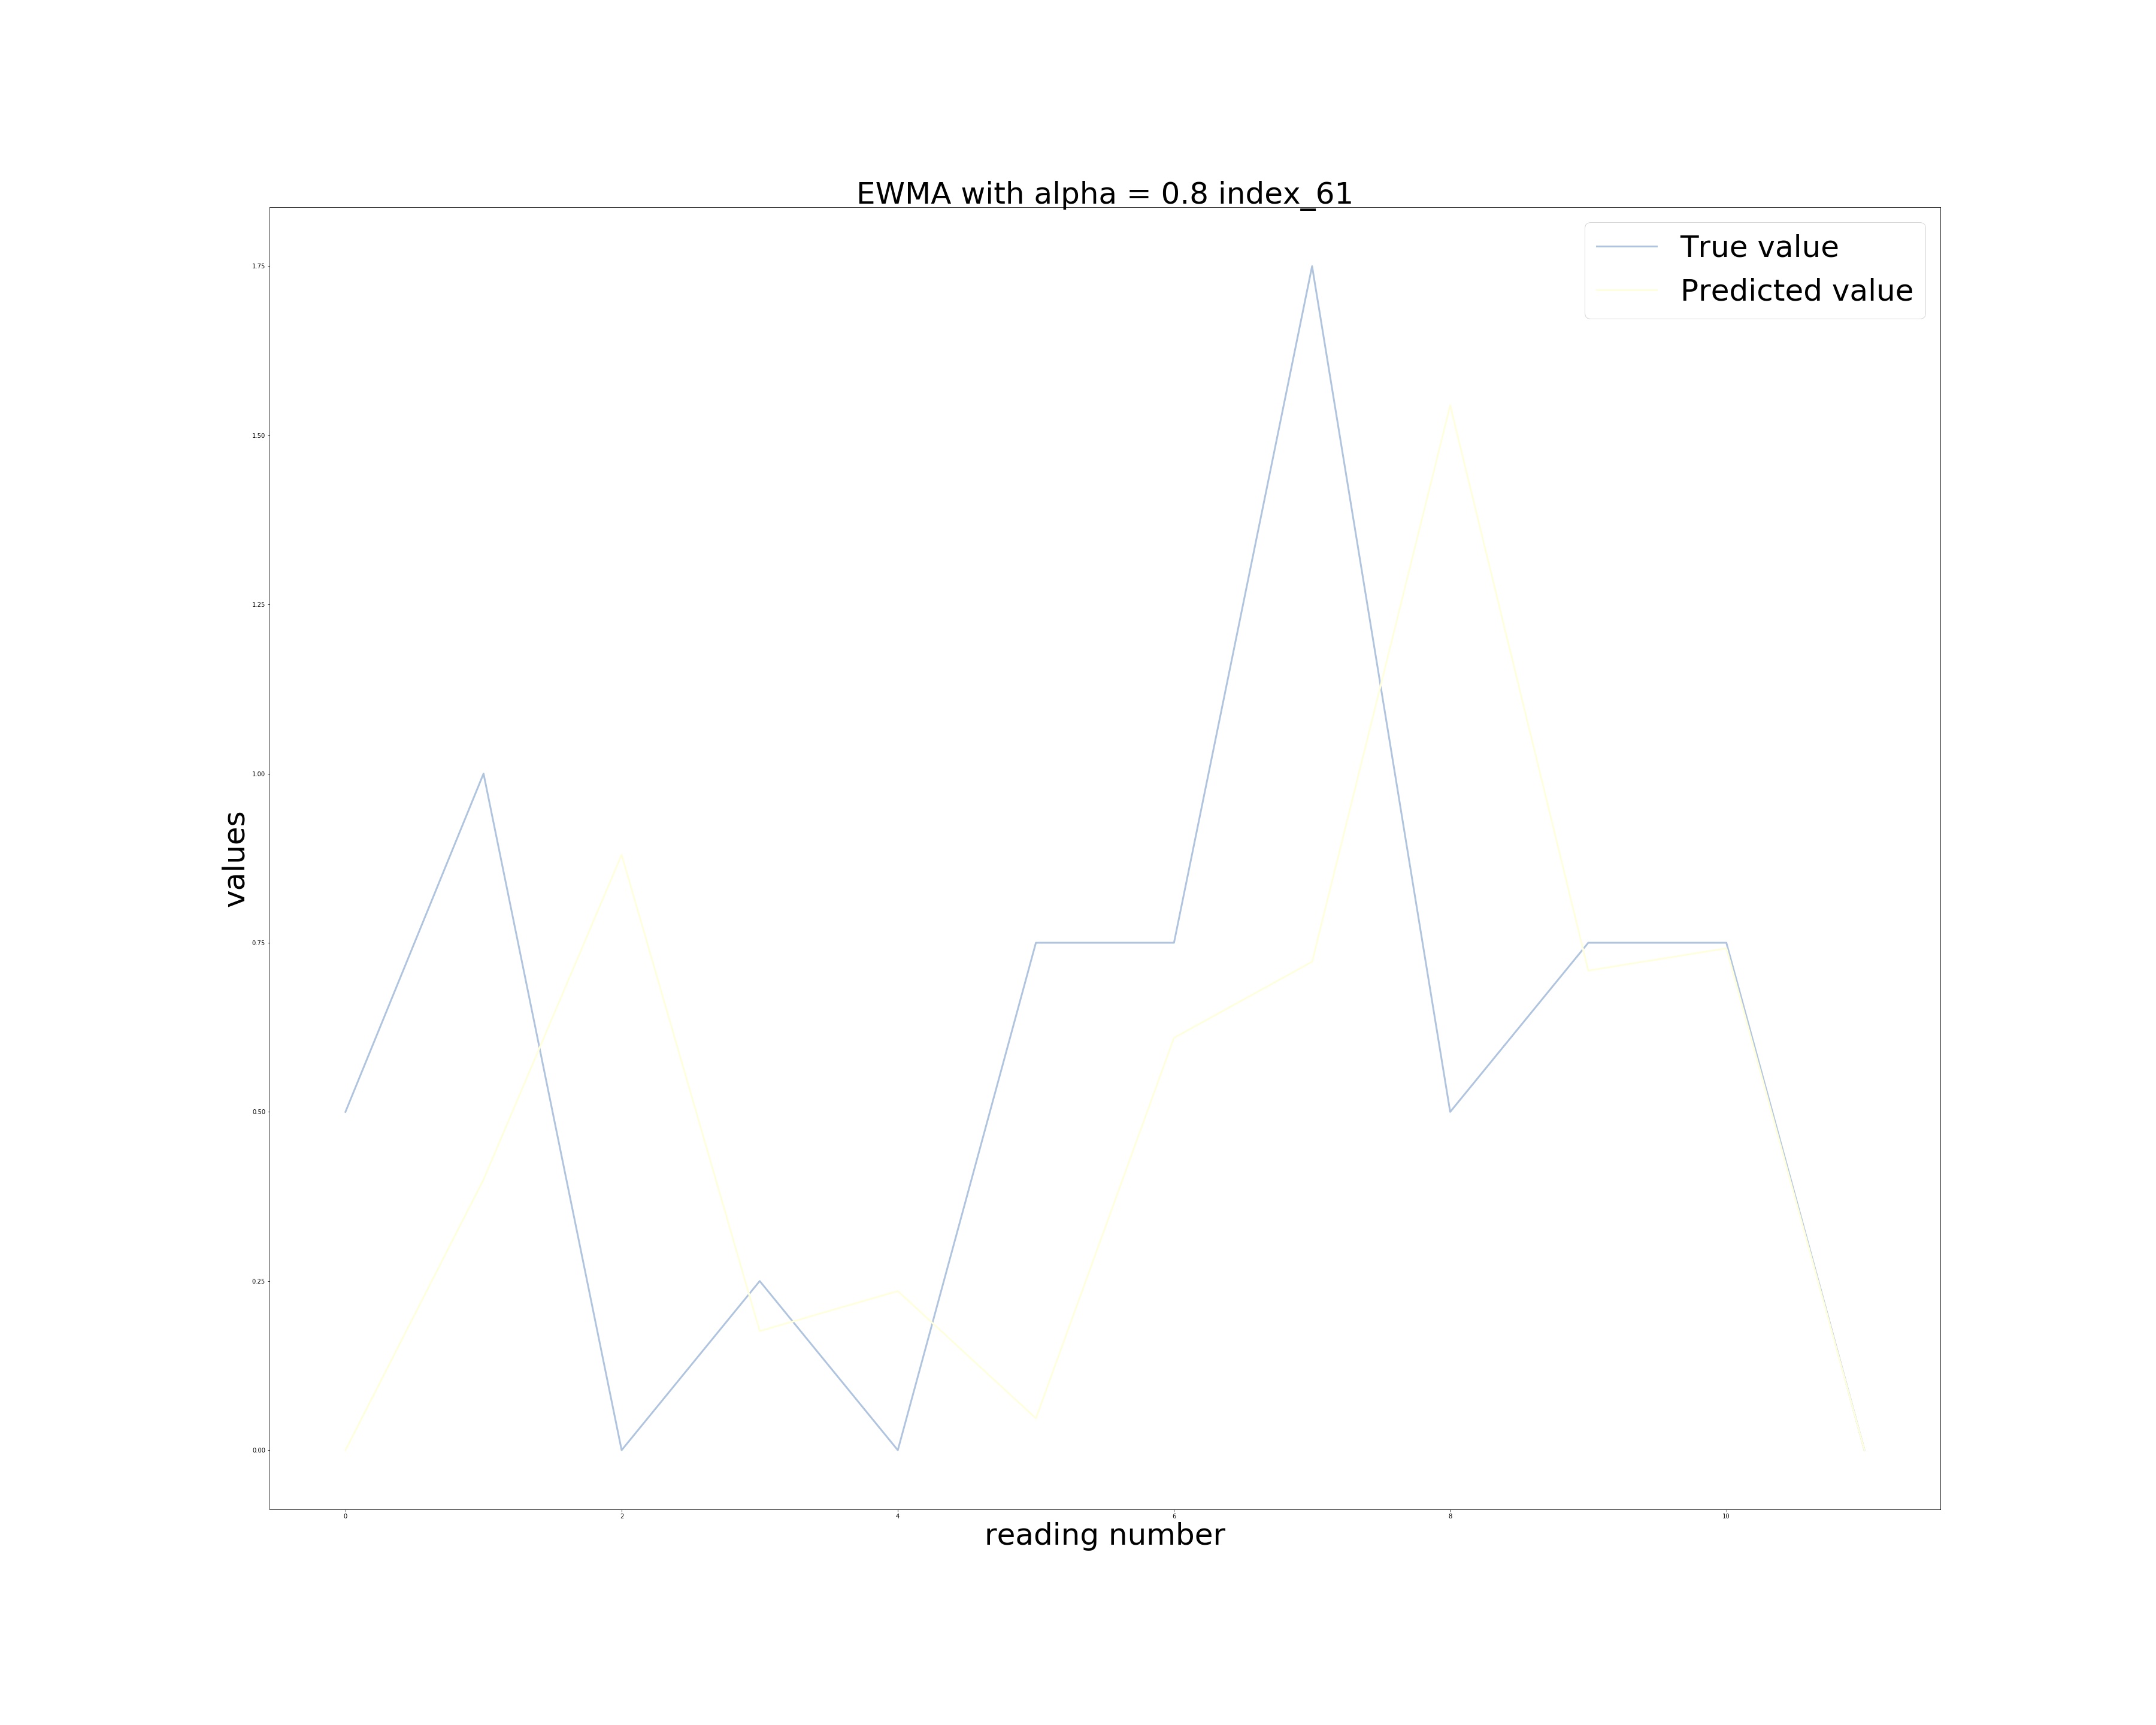 EWMA with alpha = 0.8 index_61
True value
Predicted value
1.75
1.50
1.25
1.00
0.75
0.50
0.25
0.00
values
0 2 4 6 8 10
reading number